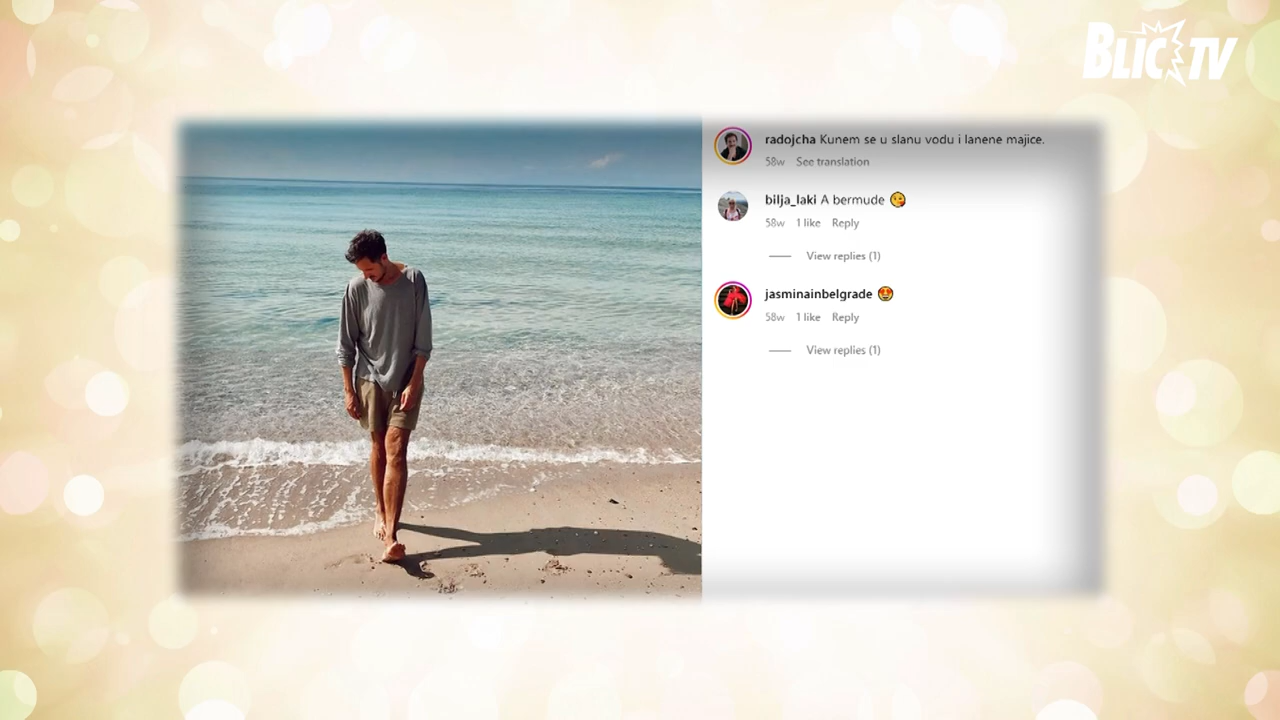 BLIC TV
radojcha Kunem se u slanu vodu i lanene majice.
58w See translation
bilja_laki A bermude 😘
58w 1 like Reply
View replies (1)
jasminainbelgrade 😍
58w 1 like Reply
View replies (1)